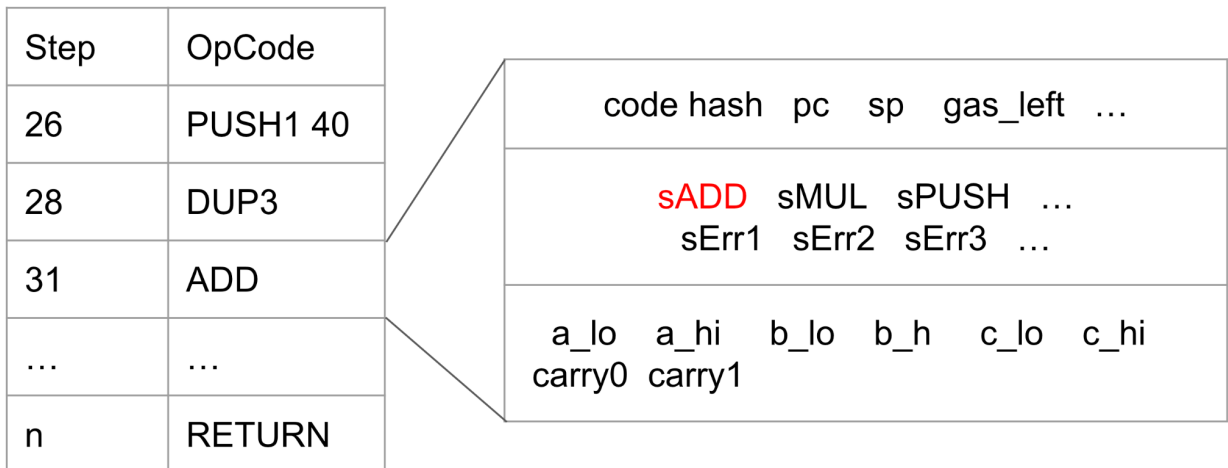 Step OpCode
26 PUSH1 40
28 DUP3
31 ADD
… …
n RETURN
code hash pc sp gas_left …
sADD sMUL sPUSH …
sErr1 sErr2 sErr3 …
a_lo a_hi b_lo b_h c_lo c_hi
carry0 carry1